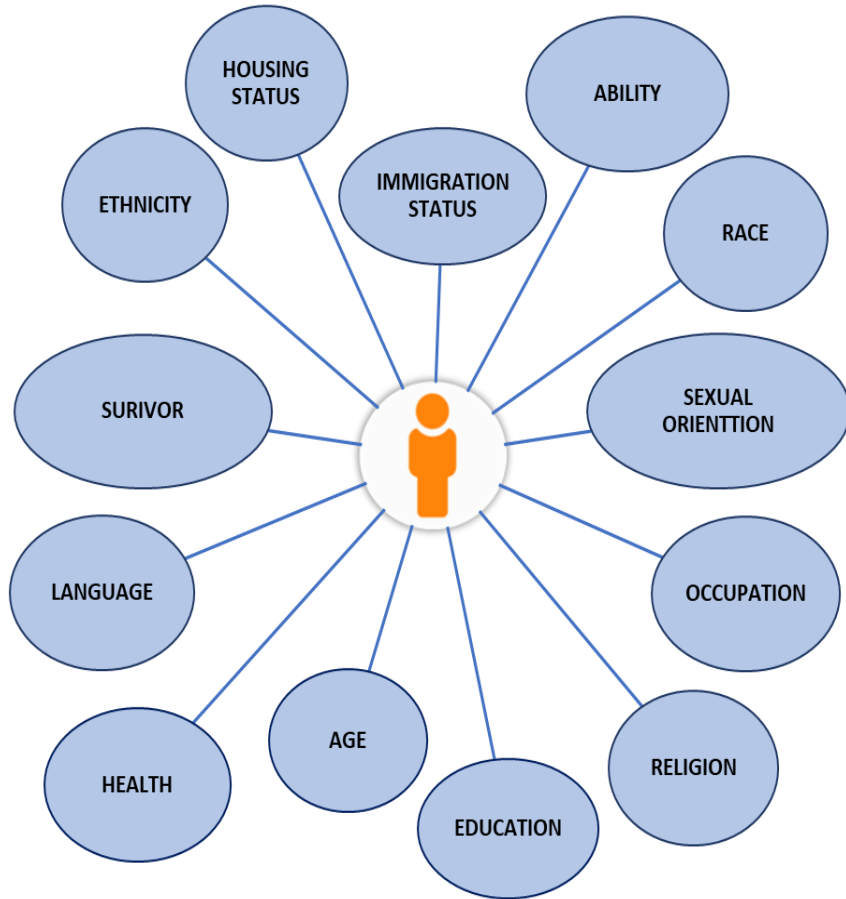 HOUSING
STATUS
ABILITY
IMMIGRATION
STATUS
ETHNICITY
RACE
SURIVOR
SEXUAL
ORIENTTION
LANGUAGE
OCCUPATION
AGE
RELIGION
HEALTH
EDUCATION